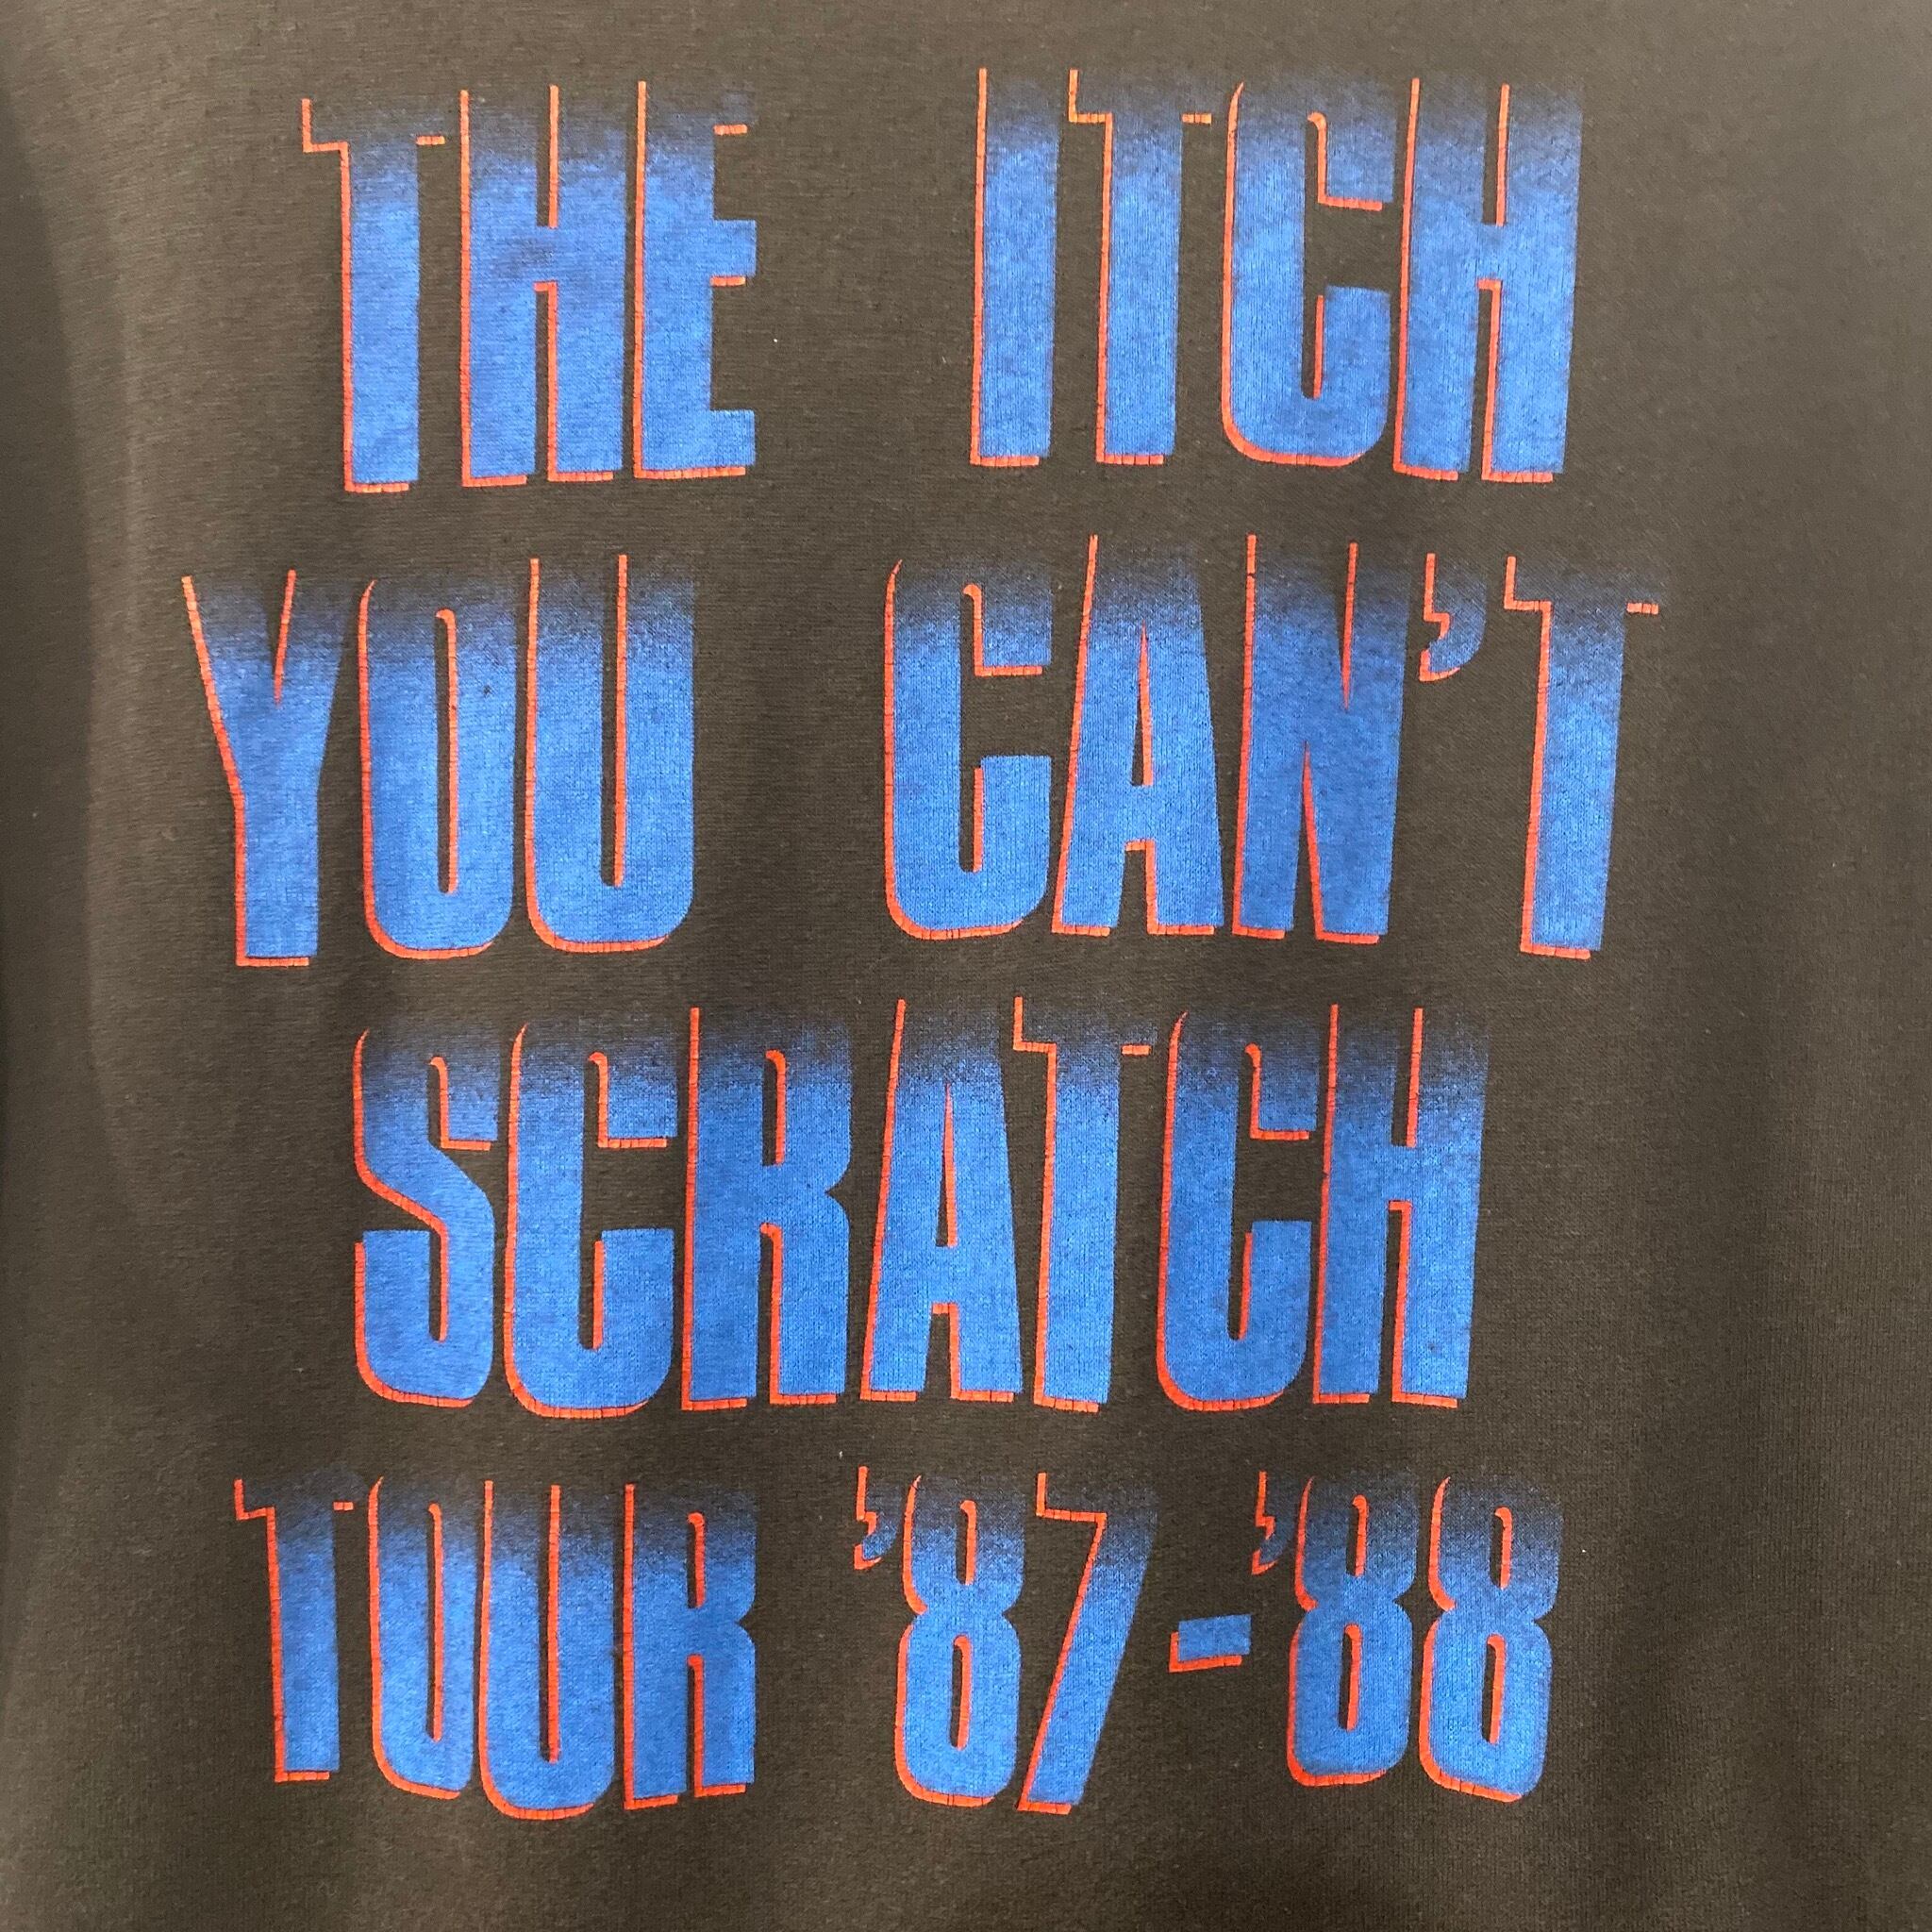 THE ITCH
YOU CAN'T
SCRATCH
TOUR '87-'88